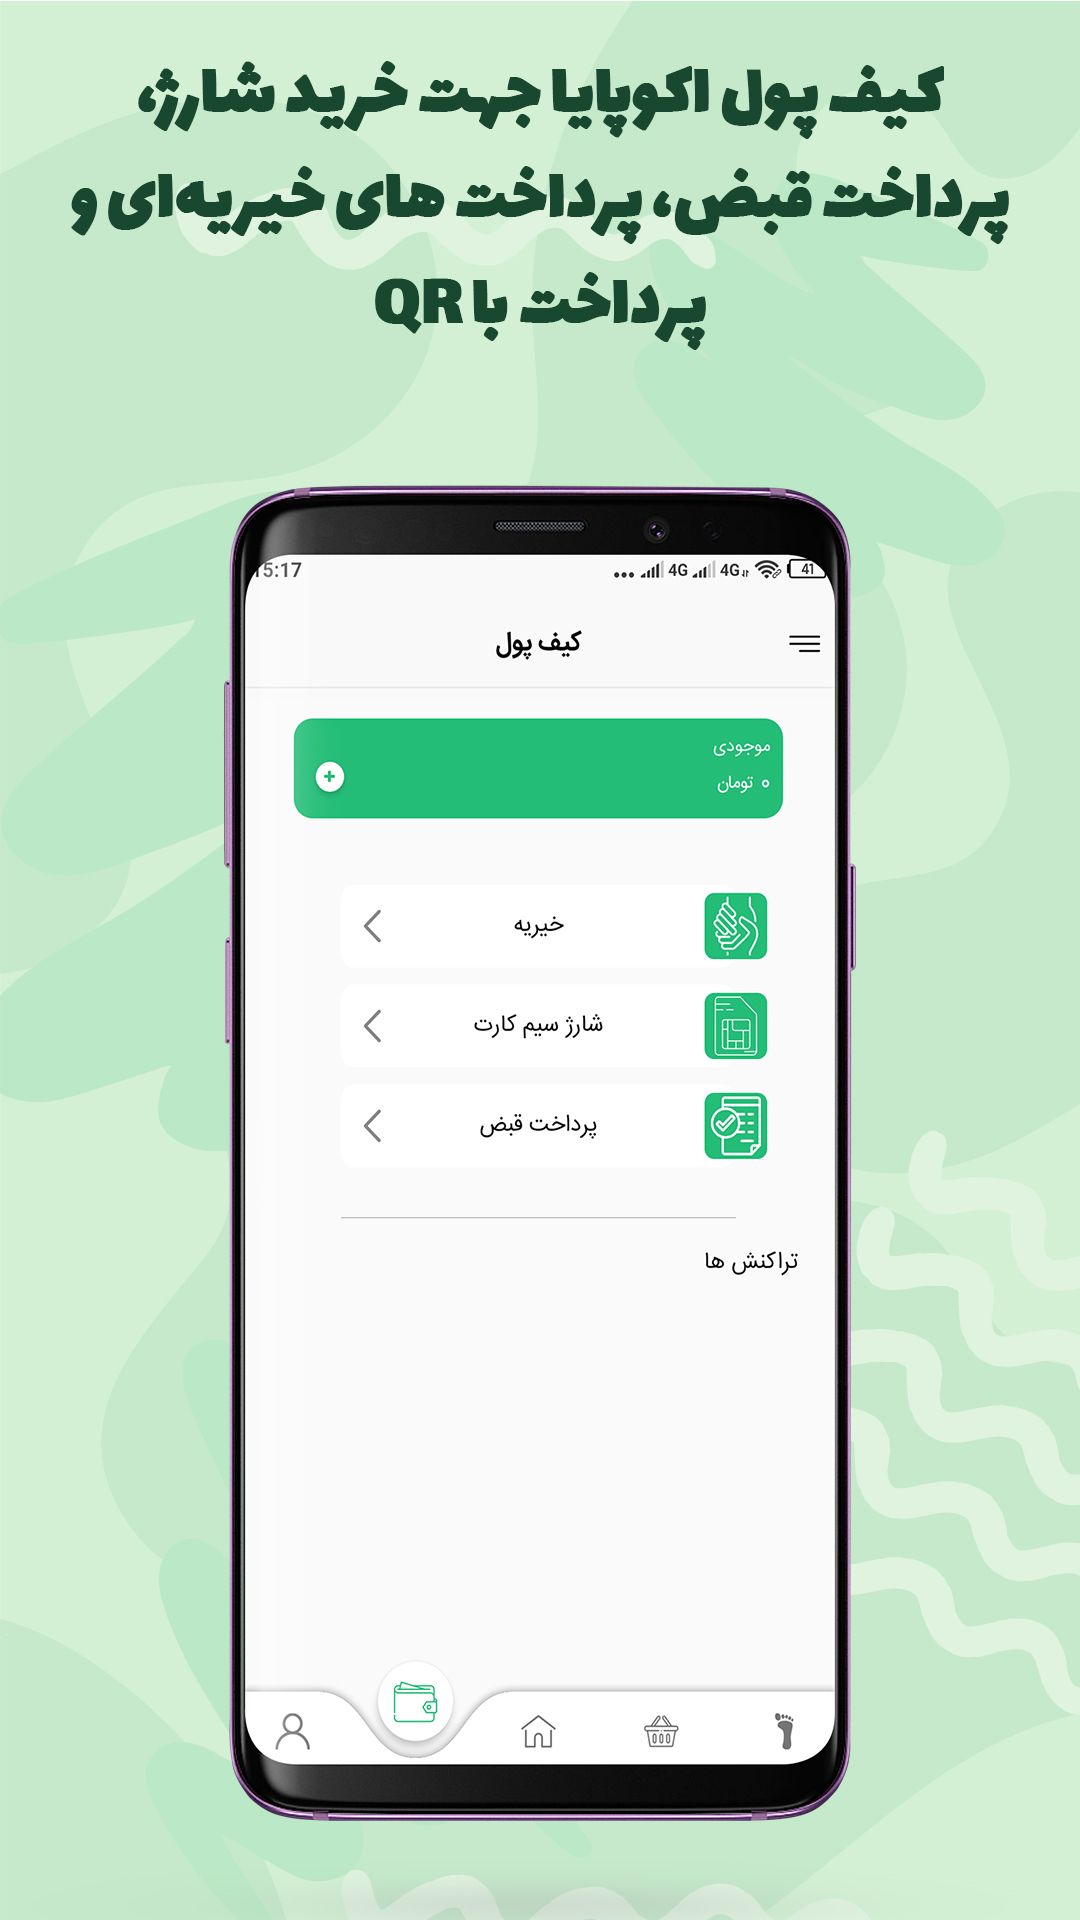 کیف پول اکوپایا جهت خرید شارژ،
پرداخت قبض، پرداخت های خیریه‌ای و
پرداخت با QR
15:17
4G 4G 41
کیف پول
موجودی
۰ تومان
خیریه
شارژ سیم کارت
پرداخت قبض
تراکنش ها